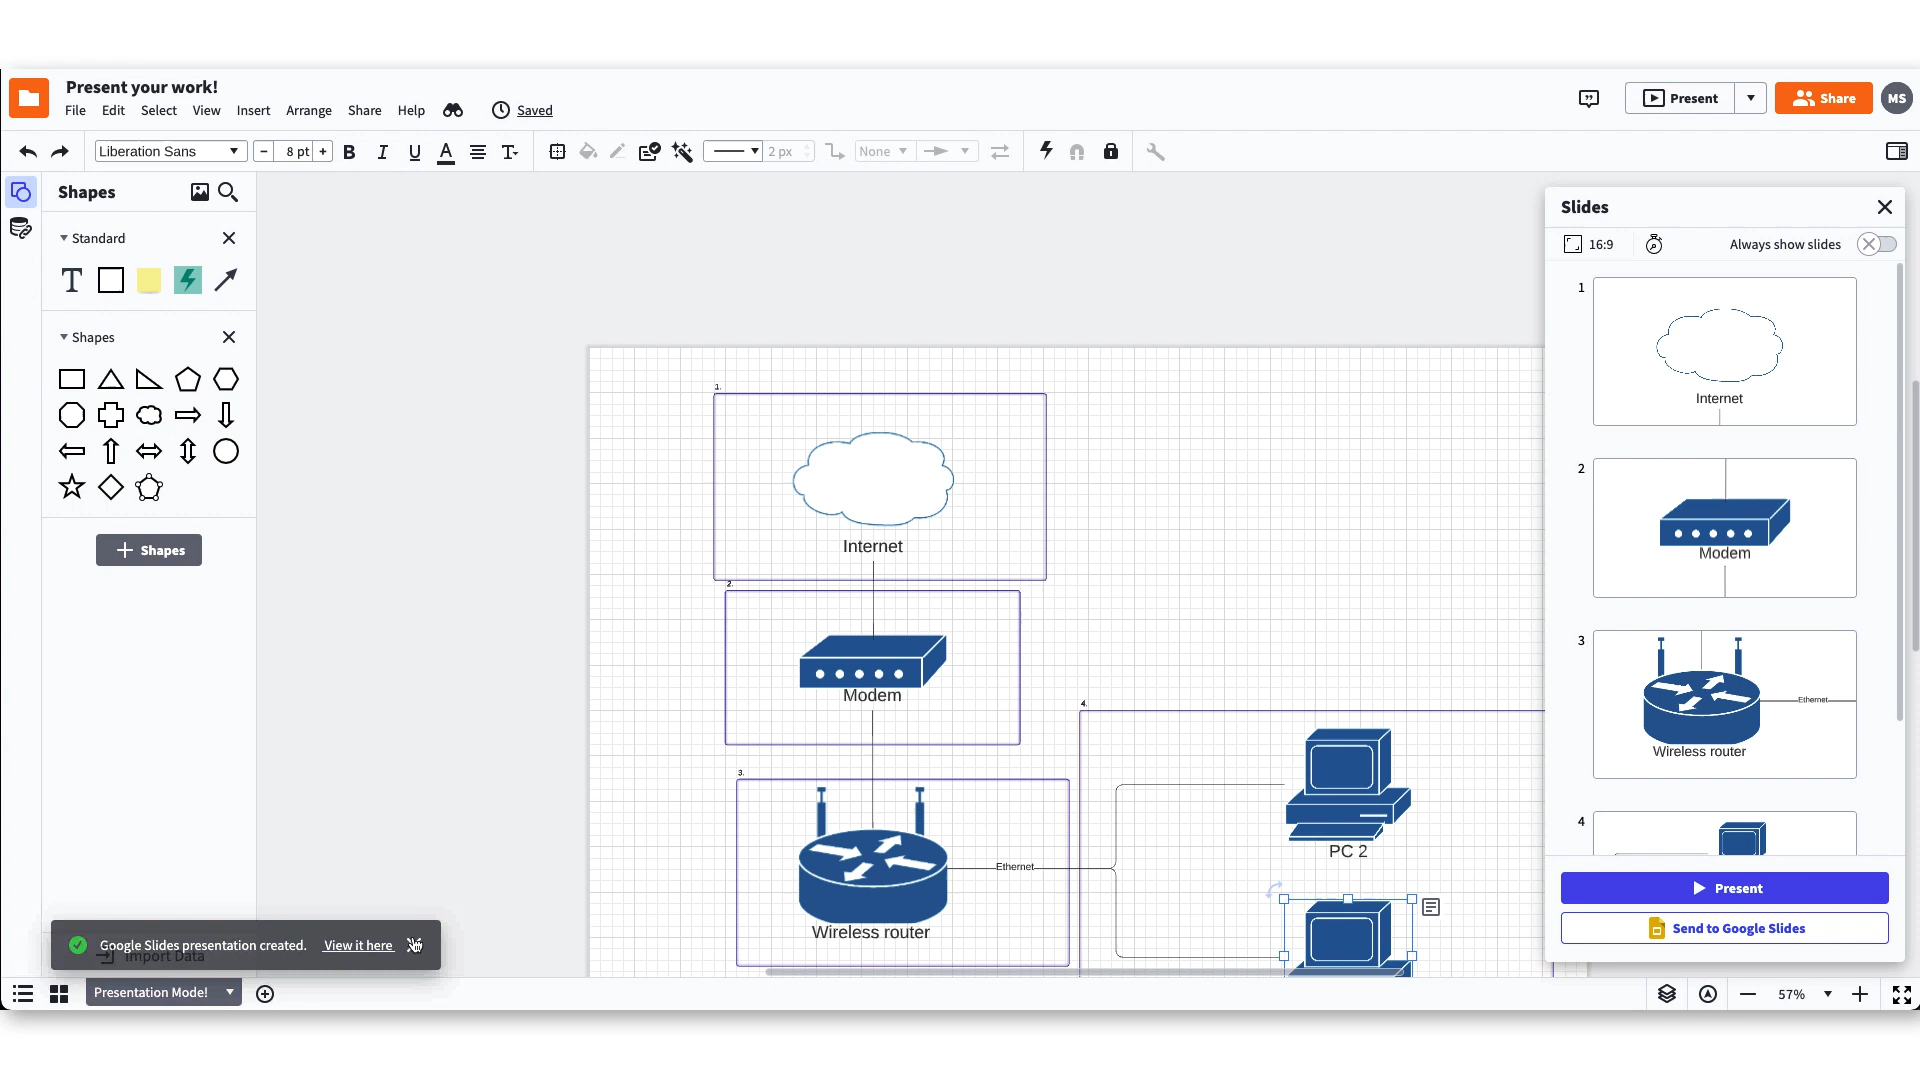 Present your work!
File Edit Select View Insert Arrange Share Help Saved
Present Share MS
Liberation Sans - 8 pt + B I U A T 2 px None
Shapes
Standard
T
Shapes
+ Shapes
1.
Internet
2.
Modem
3.
Ethernet
Wireless router
4.
PC 2
Slides
16:9 Always show slides
1
Internet
2
Modem
3
Ethernet
Wireless router
4
Present
Send to Google Slides
Google Slides presentation created. View it here
Import Data
Presentation Mode!
57%